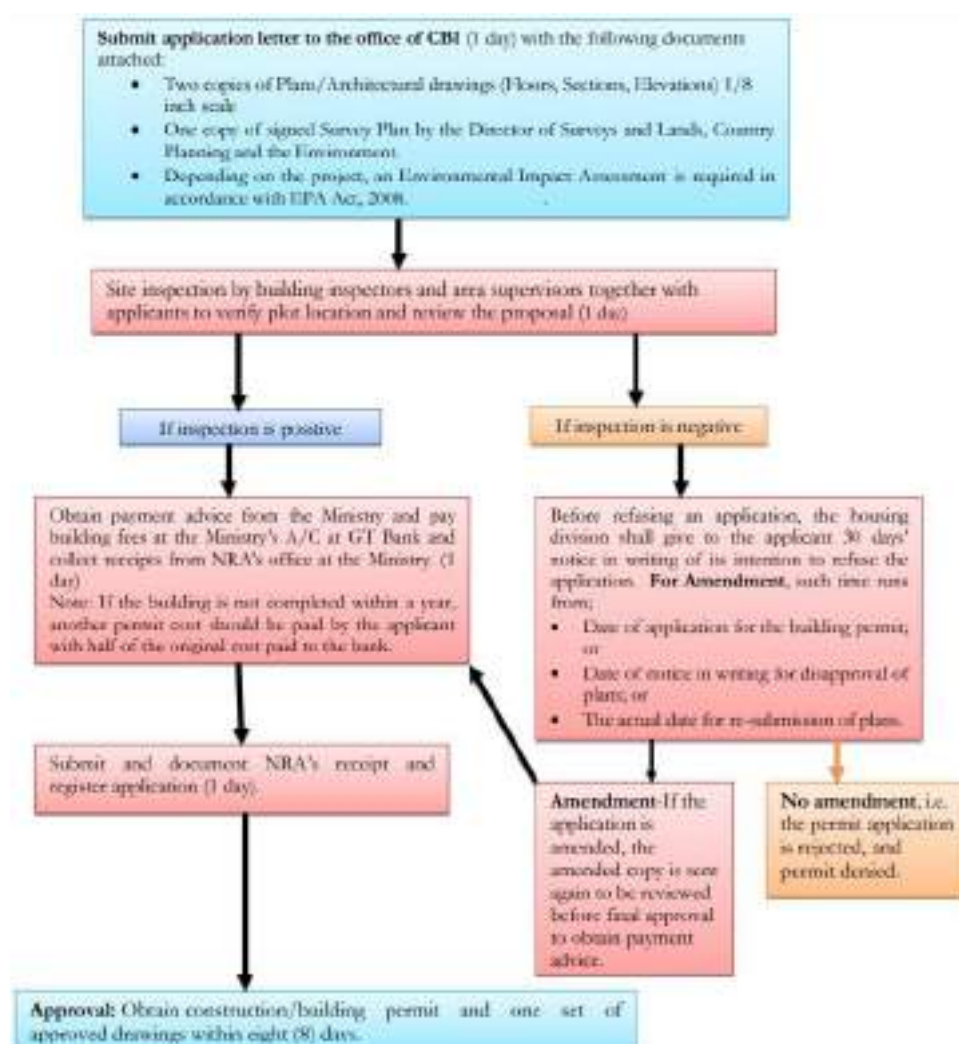 Submit application letter to the office of CBI (1 day) with the following documents
attached:
• Two copies of Plans/Architectural drawings (Floors, Sections, Elevations) 1/8
inch scale
• One copy of signed Survey Plan by the Director of Surveys and Lands, Country
Planning and the Environment
• Depending on the project, an Environmental Impact Assessment is required in
accordance with EPA Act, 2008.
Site inspection by building inspectors and area supervisors together with
applicants to verify plot location and review the proposal (1 day)
If inspection is positive
If inspection is negative
Obtain payment advice from the Ministry and pay
building fees at the Ministry's A/C at GT Bank and
collect receipts from NRA's office at the Ministry. (1
day)
Note: If the building is not completed within a year,
another permit cost should be paid by the applicant
with half of the original cost paid to the bank.
Before refusing an application, the housing
division shall give to the applicant 30 days'
notice in writing of its intention to refuse the
application. For Amendment, such time runs
from;
• Date of application for the building permit;
or
• Date of notice in writing for disapproval of
plans; or
• The actual date for re-submission of plans.
Submit and document NRA's receipt and
register application (1 day).
Amendment-If the
application is
amended, the
amended copy is sent
again to be reviewed
before final approval
to obtain payment
advice.
No amendment, i.e.
the permit application
is rejected, and
permit denied.
Approval: Obtain construction/building permit and one set of
approved drawings within eight (8) days.